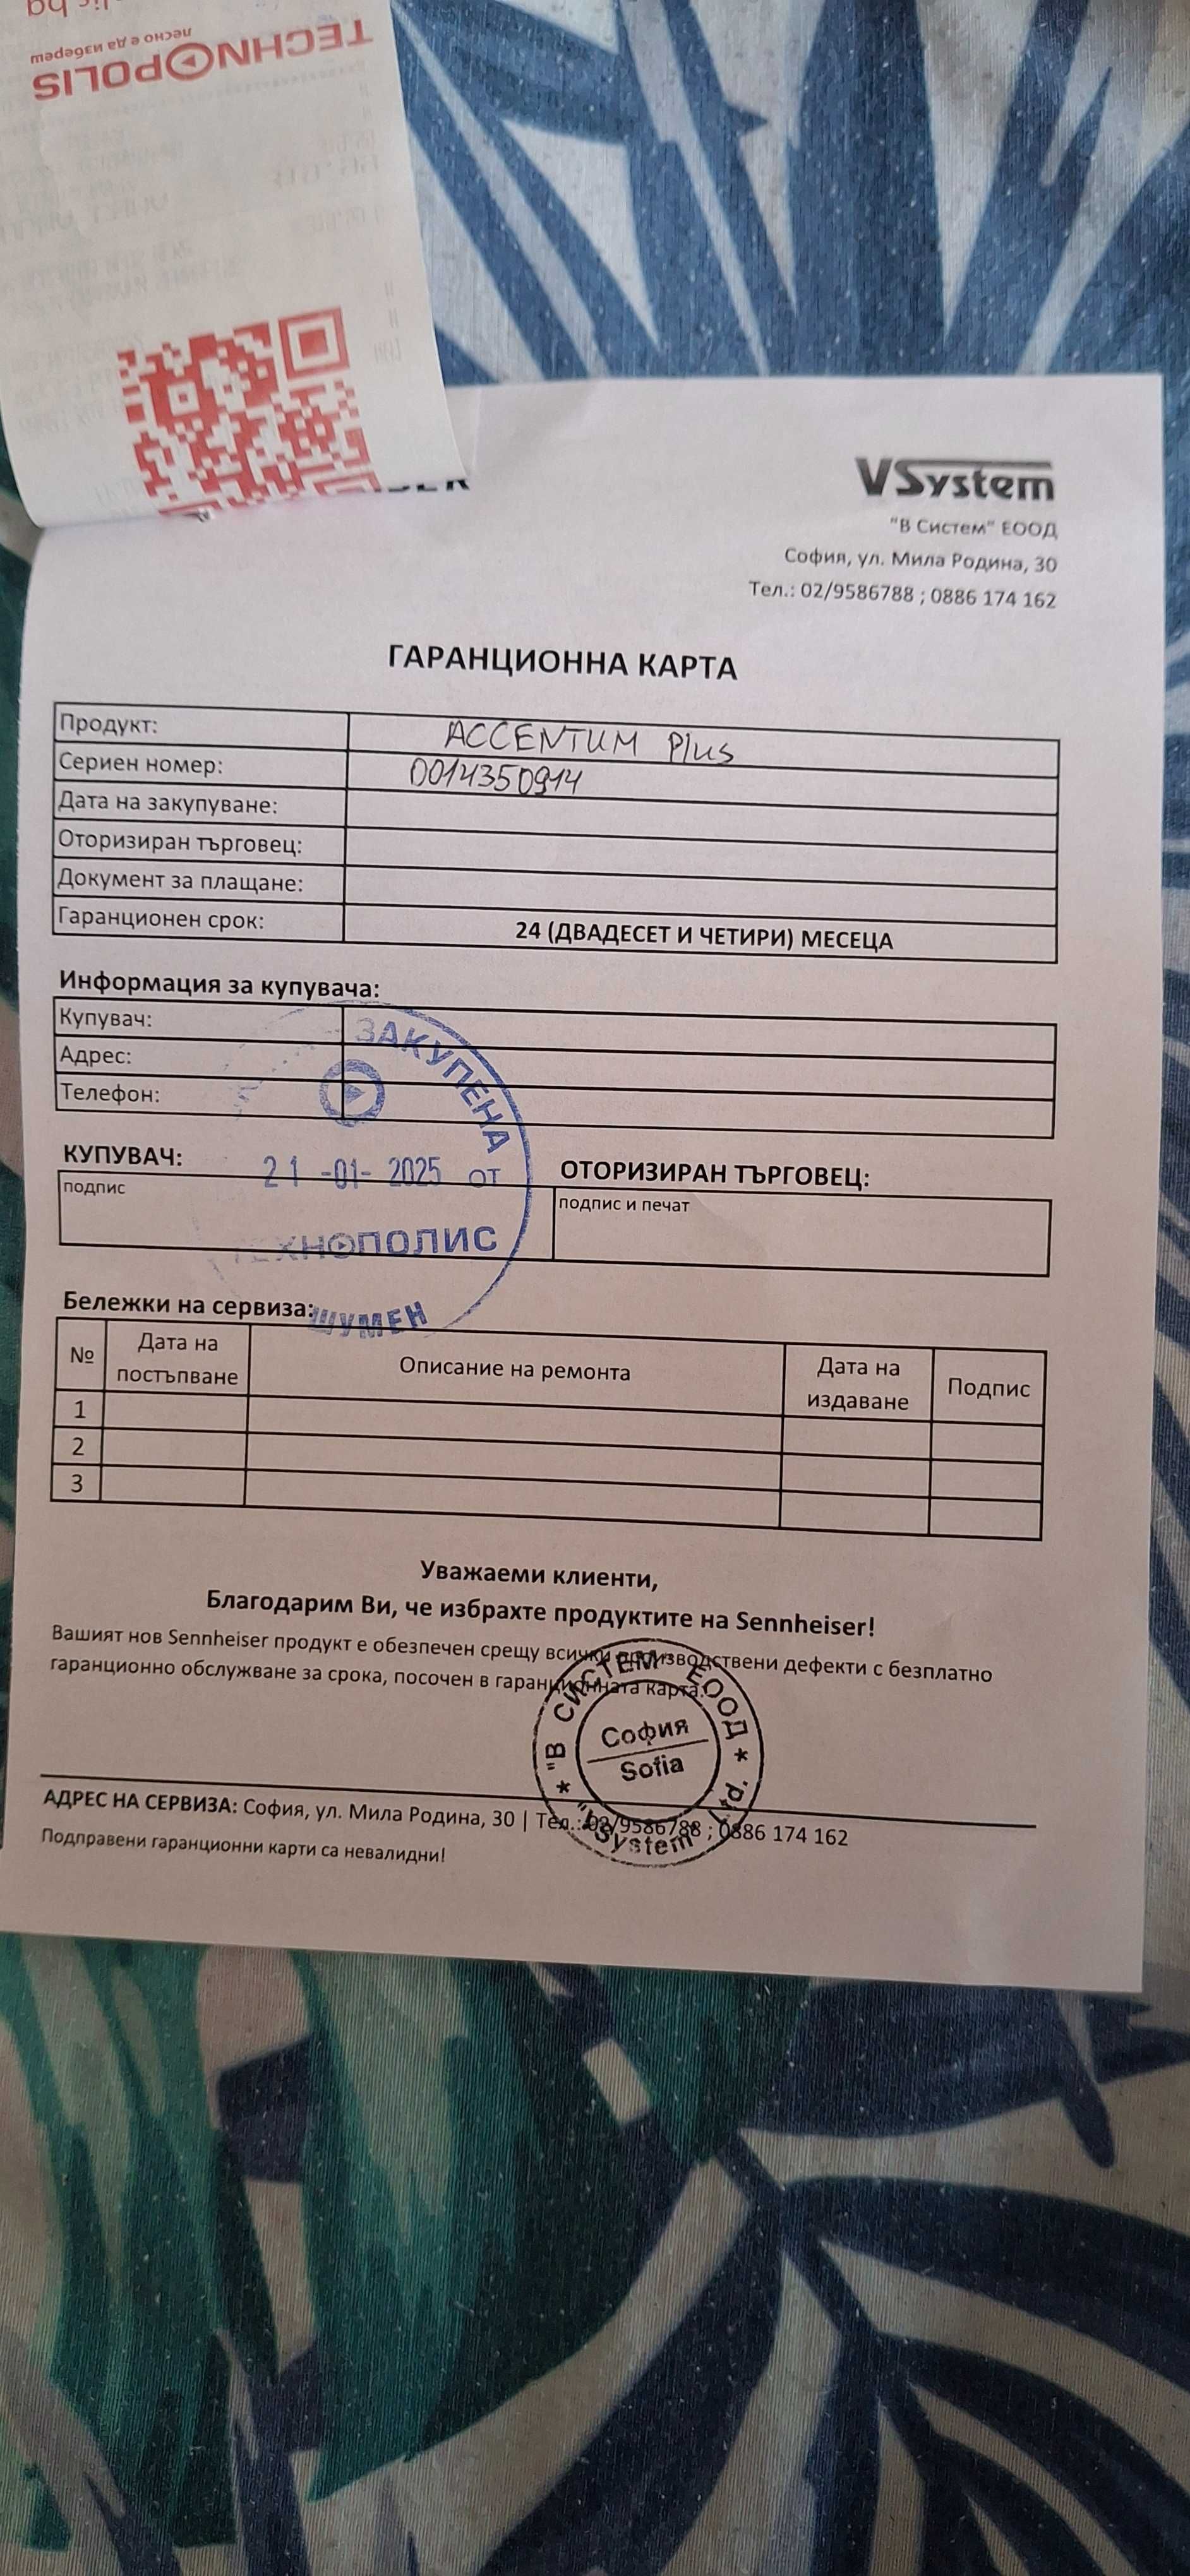 TECHNOPOLIS
лесно е да избереш
VSystem
"В Систем" ЕООД
София, ул. Мила Родина, 30
Тел.: 02/9586788 ; 0886 174 162
ГАРАНЦИОННА КАРТА
Продукт: ACCENTUM Plus
Сериен номер: 0014350914
Дата на закупуване:
Оторизиран търговец:
Документ за плащане:
Гаранционен срок: 24 (ДВАДЕСЕТ И ЧЕТИРИ) МЕСЕЦА
Информация за купувача:
Купувач:
Адрес:
Телефон:
ЗАКУПЕНА
21 -01- 2025 от
ТЕХНОПОЛИС
ШУМЕН
КУПУВАЧ: ОТОРИЗИРАН ТЪРГОВЕЦ:
подпис подпис и печат
Бележки на сервиза:
№ Дата на постъпване Описание на ремонта Дата на издаване Подпис
1
2
3
Уважаеми клиенти,
Благодарим Ви, че избрахте продуктите на Sennheiser!
Вашият нов Sennheiser продукт е обезпечен срещу всички производствени дефекти с безплатно
гаранционно обслужване за срока, посочен в гаранционната карта.
* "В СИСТЕМ" ЕООД *
София
Sofia
"VSystem" Ltd.
АДРЕС НА СЕРВИЗА: София, ул. Мила Родина, 30 | Тел.: 02/9586788 ; 0886 174 162
Подправени гаранционни карти са невалидни!